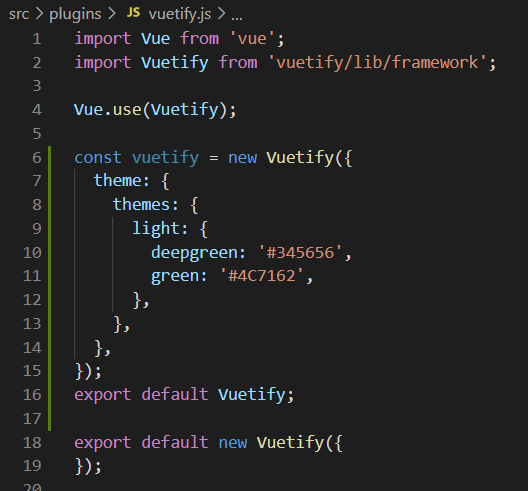 src > plugins > JS vuetify.js > ...
1 import Vue from 'vue';
2 import Vuetify from 'vuetify/lib/framework';
3
4 Vue.use(Vuetify);
5
6 const vuetify = new Vuetify({
7   theme: {
8     themes: {
9       light: {
10         deepgreen: '#345656',
11         green: '#4C7162',
12       },
13     },
14   },
15 });
16 export default Vuetify;
17
18 export default new Vuetify({
19 });
20